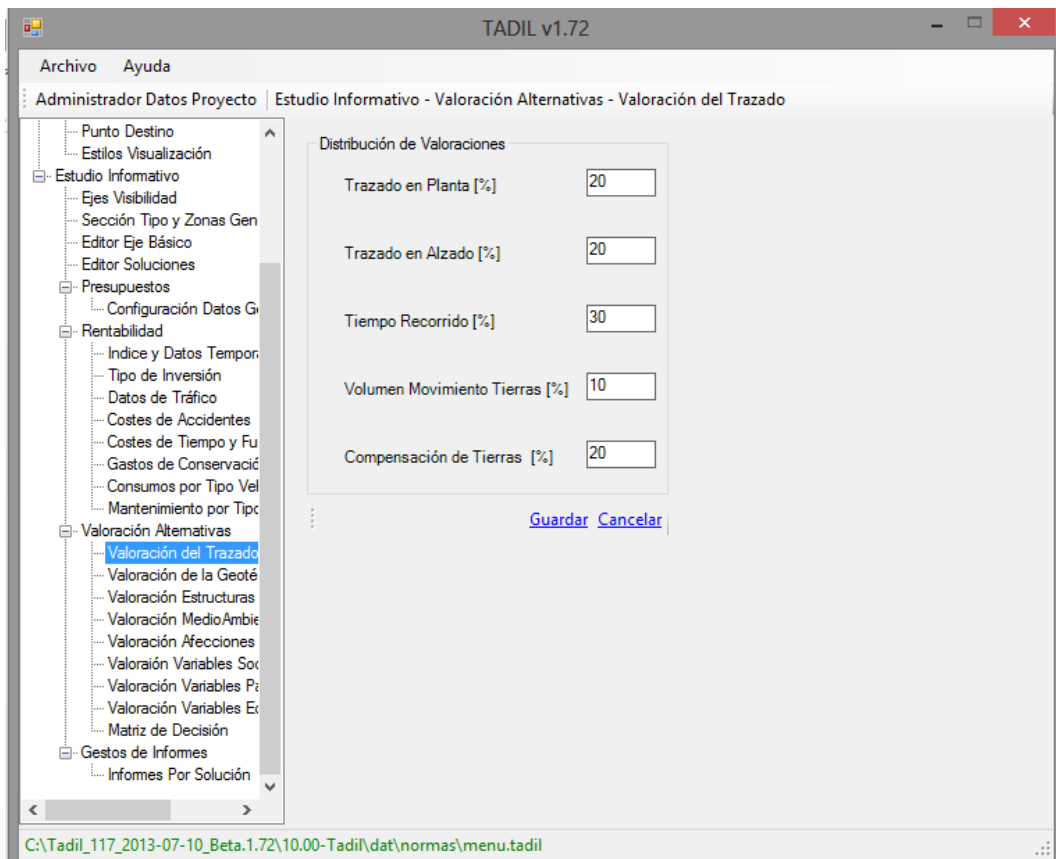 TADIL v1.72
Archivo Ayuda
Administrador Datos Proyecto Estudio Informativo - Valoración Alternativas - Valoración del Trazado
Punto Destino
Estilos Visualización
Estudio Informativo
Ejes Visibilidad
Sección Tipo y Zonas Gen
Editor Eje Básico
Editor Soluciones
Presupuestos
Configuración Datos G
Rentabilidad
Indice y Datos Tempor
Tipo de Inversión
Datos de Tráfico
Costes de Accidentes
Costes de Tiempo y Fu
Gastos de Conservació
Consumos por Tipo Vel
Mantenimiento por Tipo
Valoración Alternativas
Valoración del Trazado
Valoración de la Geoté
Valoración Estructuras
Valoración MedioAmbie
Valoración Afecciones
Valoraión Variables Soc
Valoración Variables Pa
Valoración Variables Ec
Matriz de Decisión
Gestos de Informes
Informes Por Solución
Distribución de Valoraciones
Trazado en Planta [%] 20
Trazado en Alzado [%] 20
Tiempo Recorrido [%] 30
Volumen Movimiento Tierras [%] 10
Compensación de Tierras [%] 20
Guardar Cancelar
C:\Tadil_117_2013-07-10_Beta.1.72\10.00-Tadil\dat\normas\menu.tadil